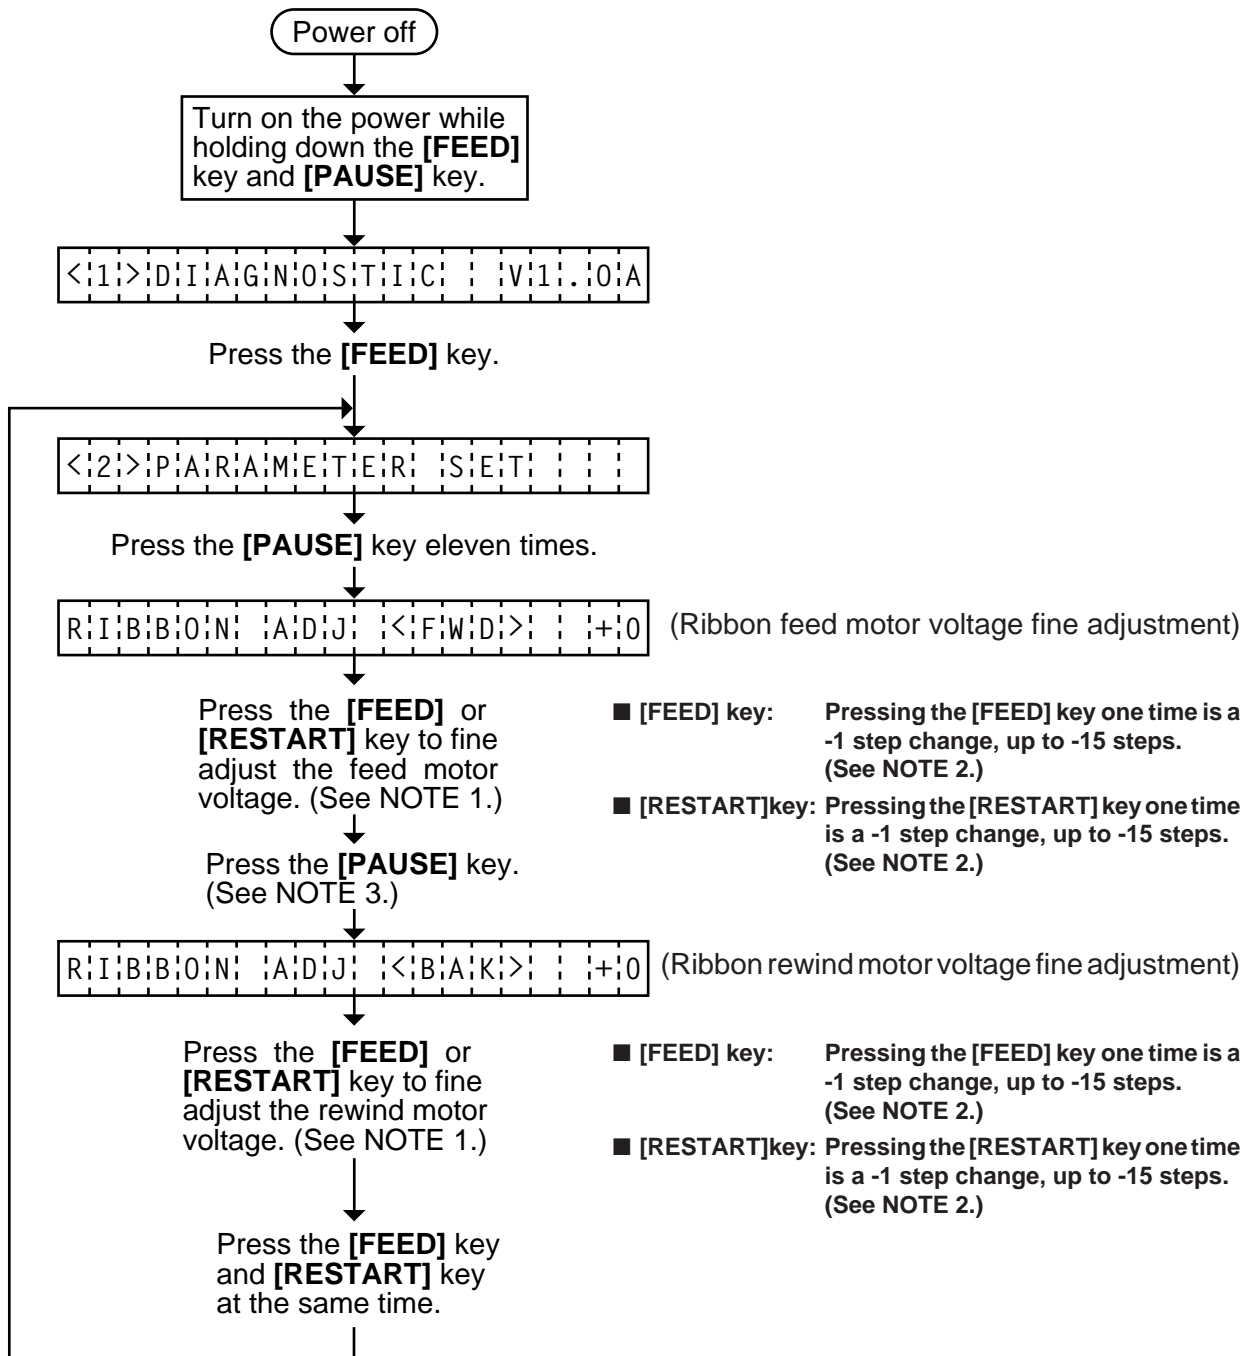 Power off
Turn on the power while
holding down the [FEED]
key and [PAUSE] key.
<1>DIAGNOSTIC  V1.0A
Press the [FEED] key.
<2>PARAMETER SET
Press the [PAUSE] key eleven times.
RIBBON ADJ <FWD>  +0
(Ribbon feed motor voltage fine adjustment)
Press the [FEED] or
[RESTART] key to fine
adjust the feed motor
voltage. (See NOTE 1.)
■ [FEED] key: Pressing the [FEED] key one time is a
-1 step change, up to -15 steps.
(See NOTE 2.)
■ [RESTART]key: Pressing the [RESTART] key one time
is a -1 step change, up to -15 steps.
(See NOTE 2.)
Press the [PAUSE] key.
(See NOTE 3.)
RIBBON ADJ <BAK>  +0
(Ribbon rewind motor voltage fine adjustment)
Press the [FEED] or
[RESTART] key to fine
adjust the rewind motor
voltage. (See NOTE 1.)
■ [FEED] key: Pressing the [FEED] key one time is a
-1 step change, up to -15 steps.
(See NOTE 2.)
■ [RESTART]key: Pressing the [RESTART] key one time
is a -1 step change, up to -15 steps.
(See NOTE 2.)
Press the [FEED] key
and [RESTART] key
at the same time.